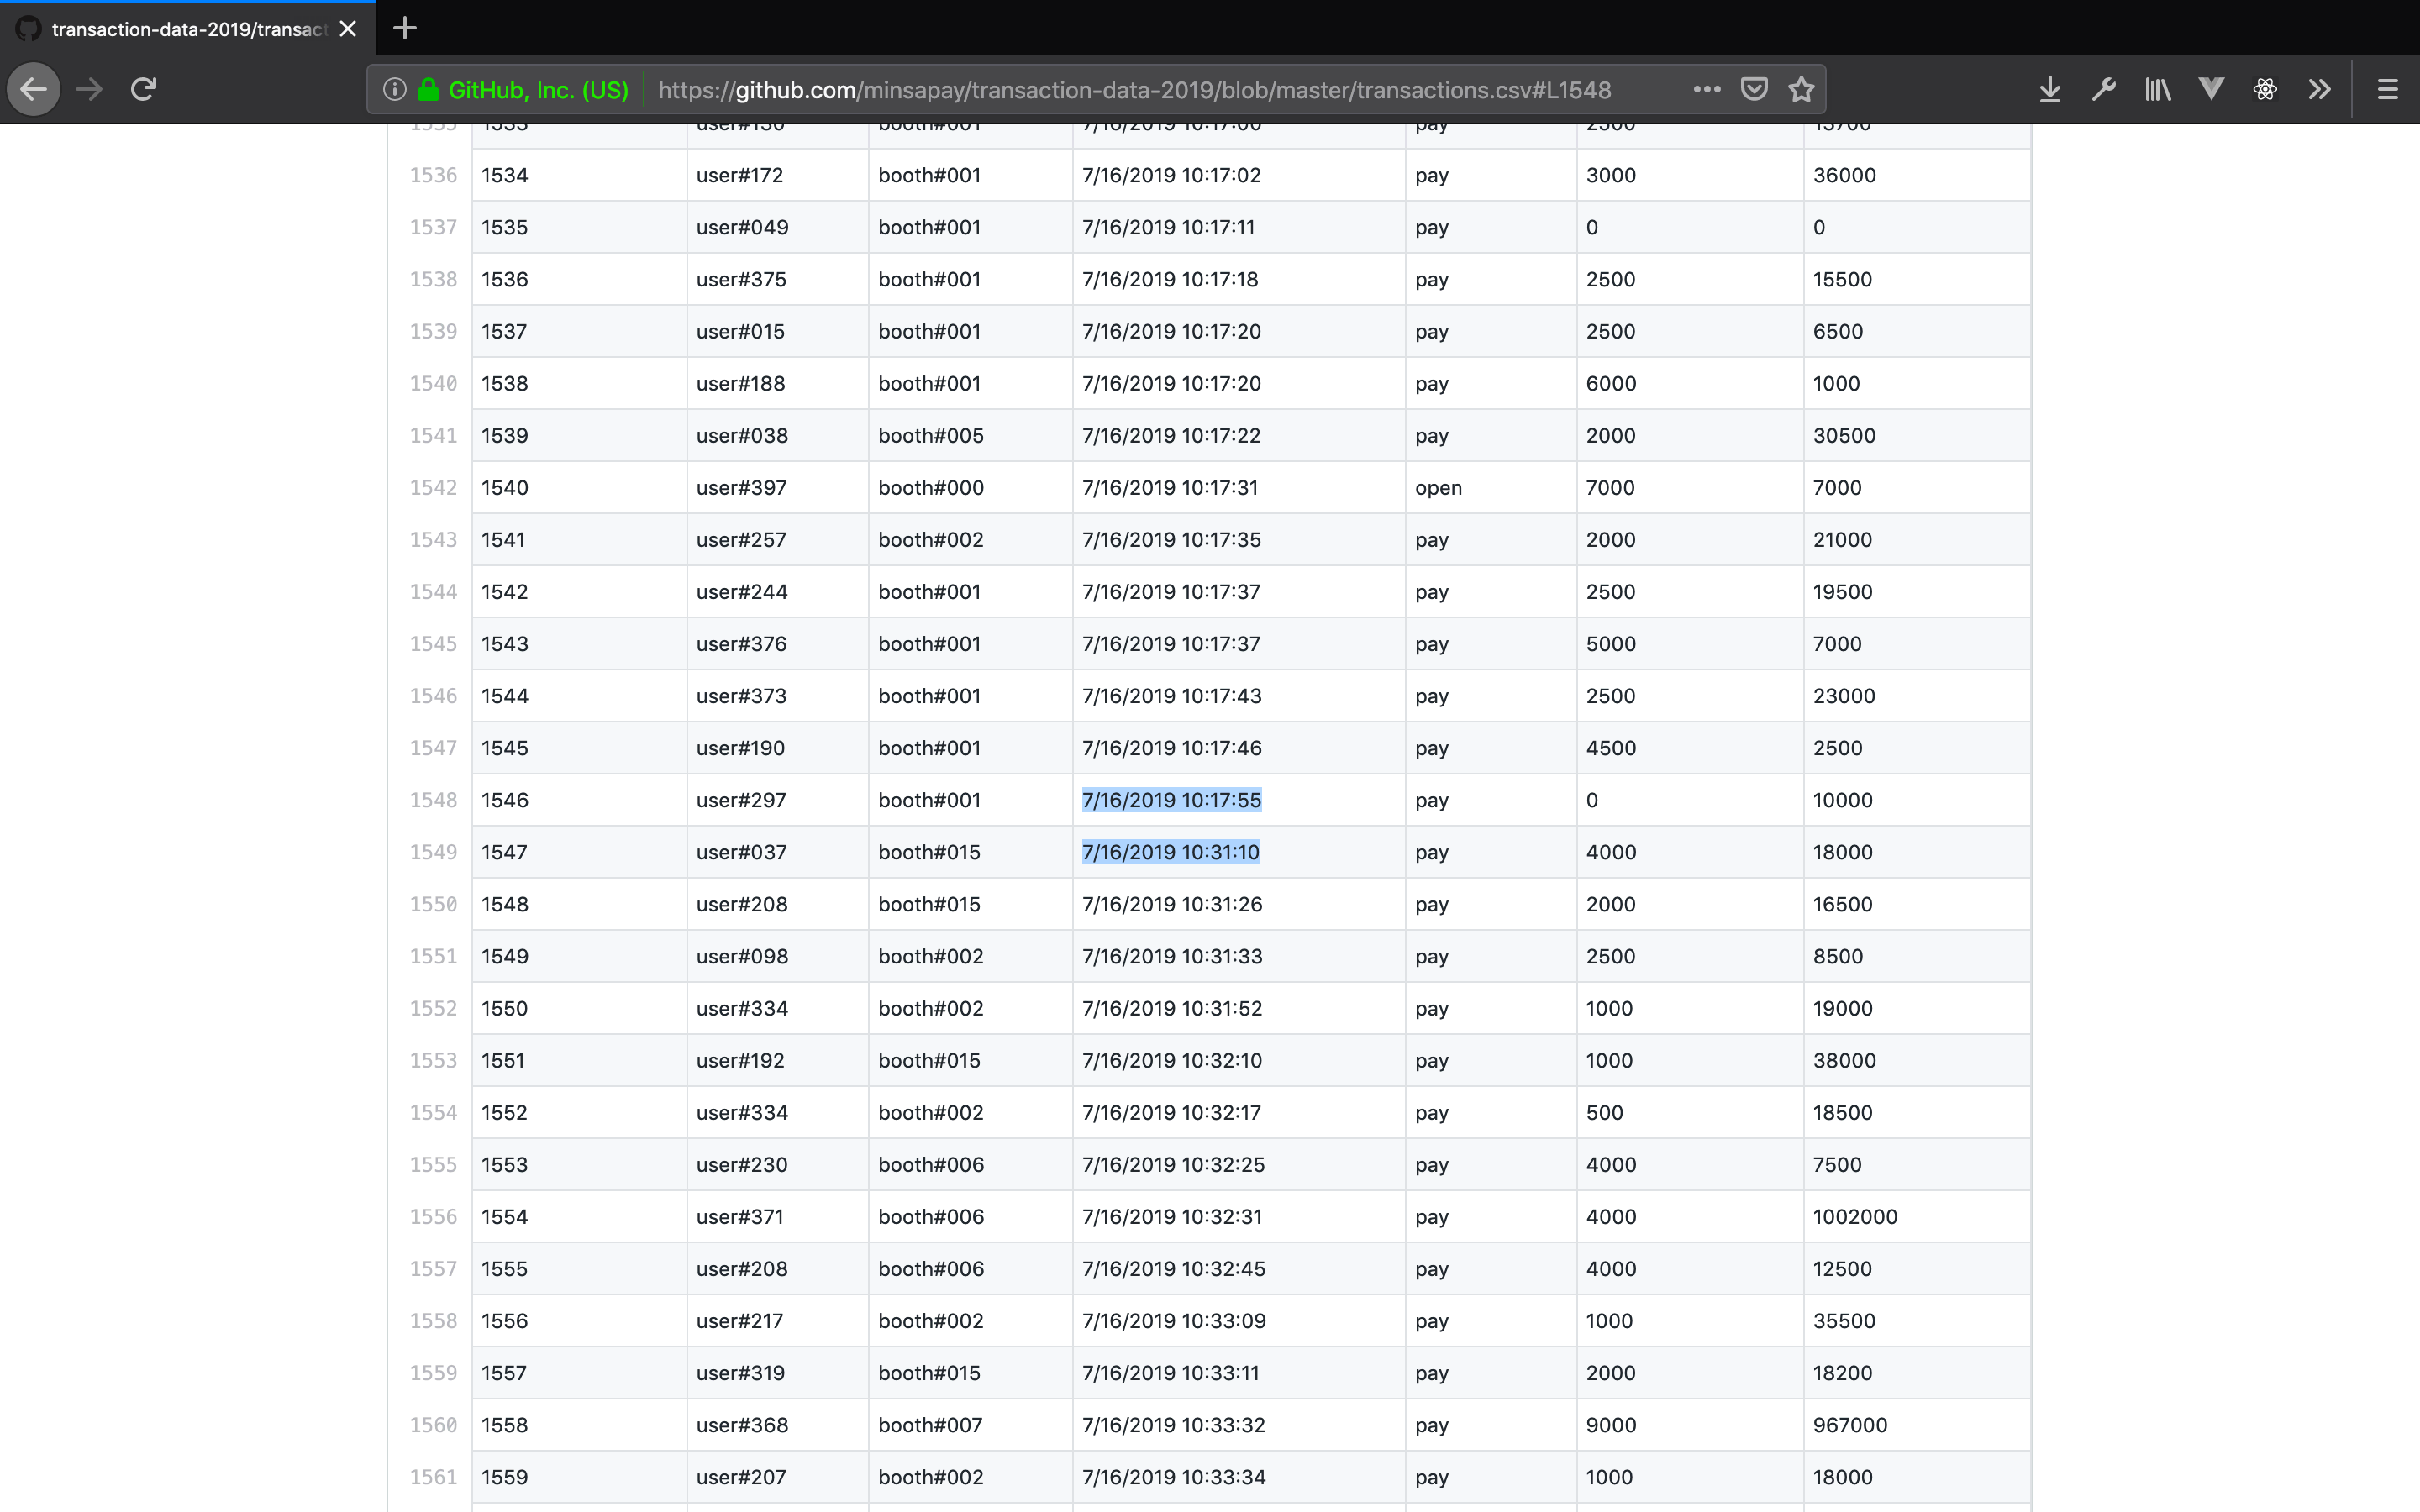 transaction-data-2019/transact
GitHub, Inc. (US) https://github.com/minsapay/transaction-data-2019/blob/master/transactions.csv#L1548
1535 1533 user#130 booth#001 7/16/2019 10:17:00 pay 2500 13700
1536 1534 user#172 booth#001 7/16/2019 10:17:02 pay 3000 36000
1537 1535 user#049 booth#001 7/16/2019 10:17:11 pay 0 0
1538 1536 user#375 booth#001 7/16/2019 10:17:18 pay 2500 15500
1539 1537 user#015 booth#001 7/16/2019 10:17:20 pay 2500 6500
1540 1538 user#188 booth#001 7/16/2019 10:17:20 pay 6000 1000
1541 1539 user#038 booth#005 7/16/2019 10:17:22 pay 2000 30500
1542 1540 user#397 booth#000 7/16/2019 10:17:31 open 7000 7000
1543 1541 user#257 booth#002 7/16/2019 10:17:35 pay 2000 21000
1544 1542 user#244 booth#001 7/16/2019 10:17:37 pay 2500 19500
1545 1543 user#376 booth#001 7/16/2019 10:17:37 pay 5000 7000
1546 1544 user#373 booth#001 7/16/2019 10:17:43 pay 2500 23000
1547 1545 user#190 booth#001 7/16/2019 10:17:46 pay 4500 2500
1548 1546 user#297 booth#001 7/16/2019 10:17:55 pay 0 10000
1549 1547 user#037 booth#015 7/16/2019 10:31:10 pay 4000 18000
1550 1548 user#208 booth#015 7/16/2019 10:31:26 pay 2000 16500
1551 1549 user#098 booth#002 7/16/2019 10:31:33 pay 2500 8500
1552 1550 user#334 booth#002 7/16/2019 10:31:52 pay 1000 19000
1553 1551 user#192 booth#015 7/16/2019 10:32:10 pay 1000 38000
1554 1552 user#334 booth#002 7/16/2019 10:32:17 pay 500 18500
1555 1553 user#230 booth#006 7/16/2019 10:32:25 pay 4000 7500
1556 1554 user#371 booth#006 7/16/2019 10:32:31 pay 4000 1002000
1557 1555 user#208 booth#006 7/16/2019 10:32:45 pay 4000 12500
1558 1556 user#217 booth#002 7/16/2019 10:33:09 pay 1000 35500
1559 1557 user#319 booth#015 7/16/2019 10:33:11 pay 2000 18200
1560 1558 user#368 booth#007 7/16/2019 10:33:32 pay 9000 967000
1561 1559 user#207 booth#002 7/16/2019 10:33:34 pay 1000 18000